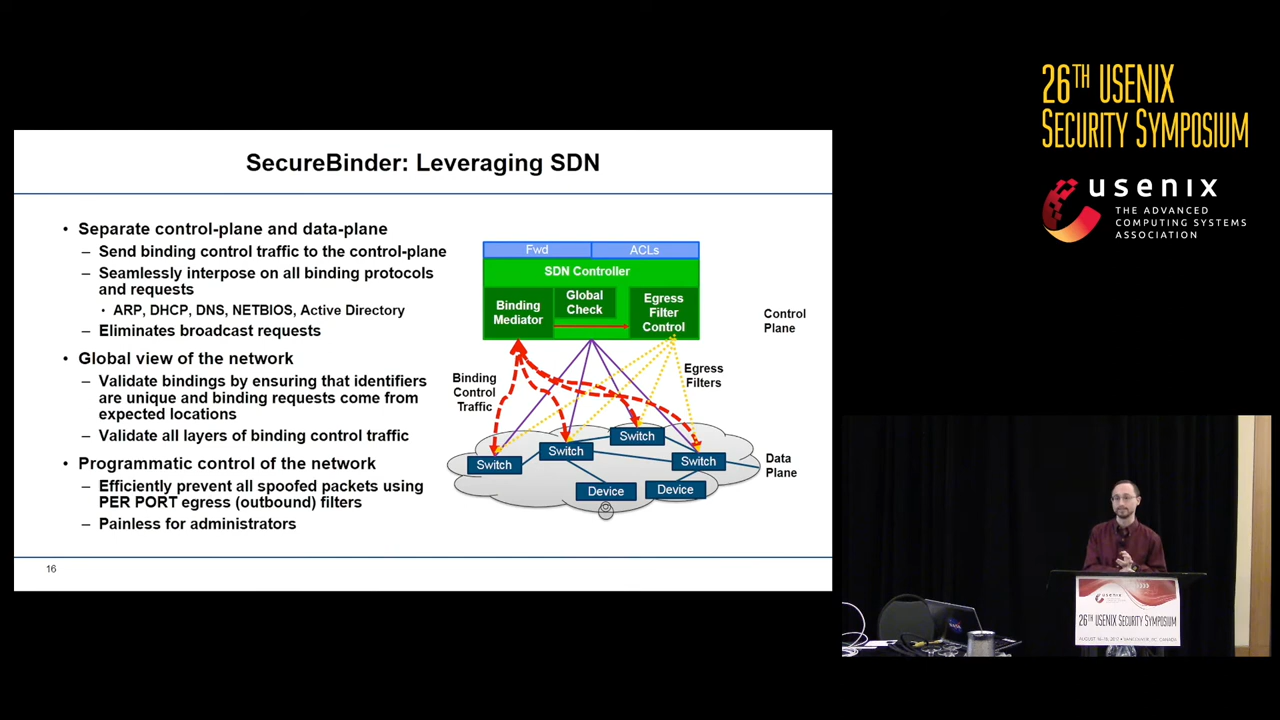 SecureBinder: Leveraging SDN
• Separate control-plane and data-plane
– Send binding control traffic to the control-plane
– Seamlessly interpose on all binding protocols
and requests
• ARP, DHCP, DNS, NETBIOS, Active Directory
– Eliminates broadcast requests
• Global view of the network
– Validate bindings by ensuring that identifiers
are unique and binding requests come from
expected locations
– Validate all layers of binding control traffic
• Programmatic control of the network
– Efficiently prevent all spoofed packets using
PER PORT egress (outbound) filters
– Painless for administrators
16
Fwd
ACLs
SDN Controller
Binding
Mediator
Global
Check
Egress
Filter
Control
Control
Plane
Binding
Control
Traffic
Egress
Filters
Switch
Switch
Switch
Switch
Device
Device
Data
Plane
26TH USENIX
SECURITY SYMPOSIUM
usenix
THE ADVANCED
COMPUTING SYSTEMS
ASSOCIATION
usenix
26TH USENIX SECURITY SYMPOSIUM